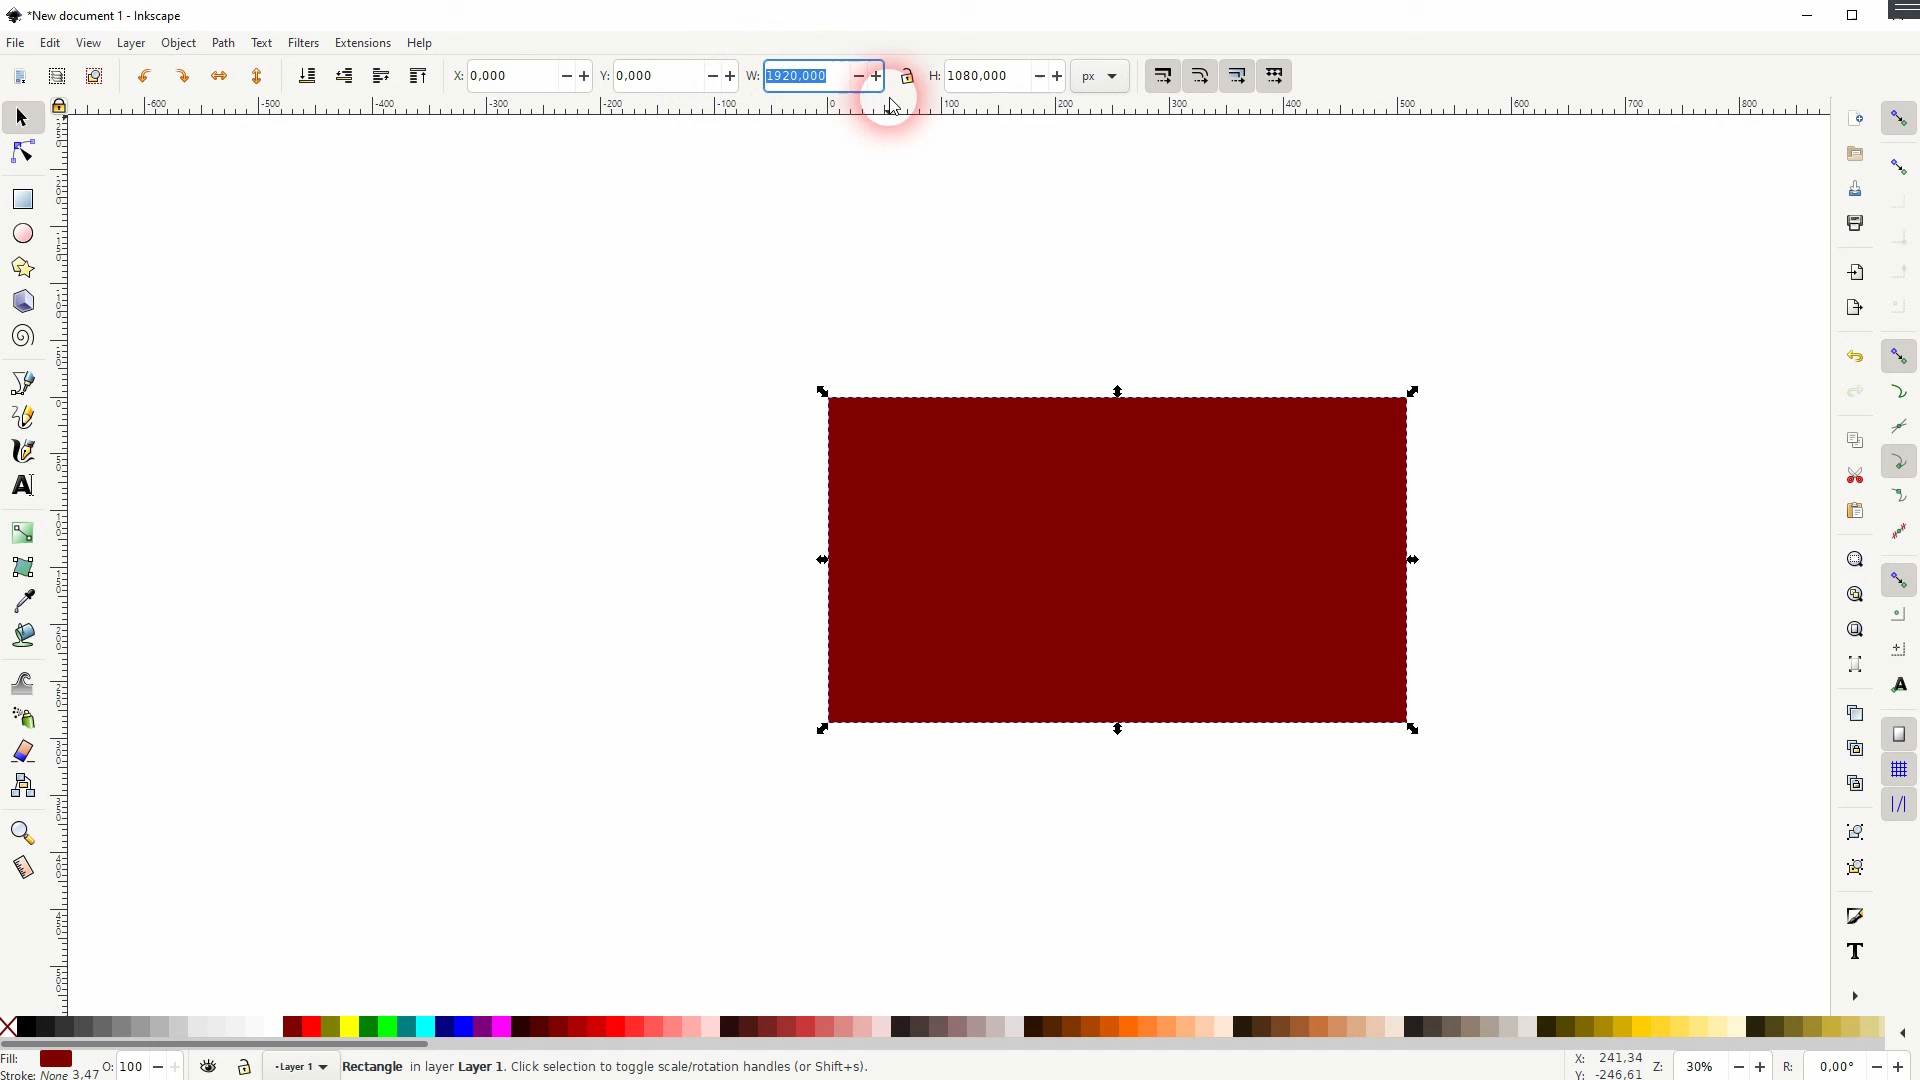 *New document 1 - Inkscape
File Edit View Layer Object Path Text Filters Extensions Help
X: 0,000 Y: 0,000 W: 1920,000 H: 1080,000 px
-600 -500 -400 -300 -200 -100 0 100 200 300 400 500 600 700 800
Fill:
Stroke: None 3,47 O: 100 -Layer 1 Rectangle in layer Layer 1. Click selection to toggle scale/rotation handles (or Shift+s).
X: 241,34
Y: -246,61
Z: 30% R: 0,00°